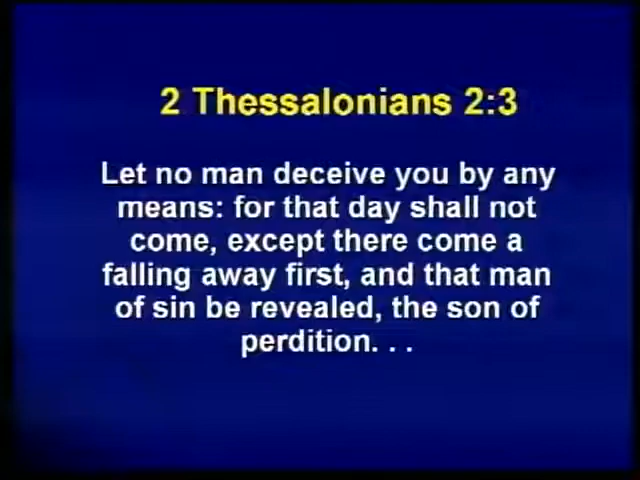 2 Thessalonians 2:3
Let no man deceive you by any
means: for that day shall not
come, except there come a
falling away first, and that man
of sin be revealed, the son of
perdition. . .